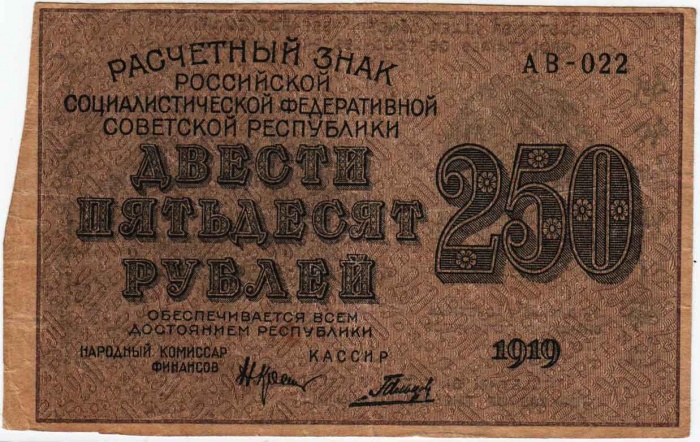 РАСЧЕТНЫЙ ЗНАК
РОССИЙСКОЙ
СОЦИАЛИСТИЧЕСКОЙ ФЕДЕРАТИВНОЙ
СОВЕТСКОЙ РЕСПУБЛИКИ
АВ-022
ДВЕСТИ
ПЯТЬДЕСЯТ
РУБЛЕЙ
250
ОБЕСПЕЧИВАЕТСЯ ВСЕМ
ДОСТОЯНИЕМ РЕСПУБЛИКИ
НАРОДНЫЙ КОМИССАР
ФИНАНСОВ
КАССИР
1919